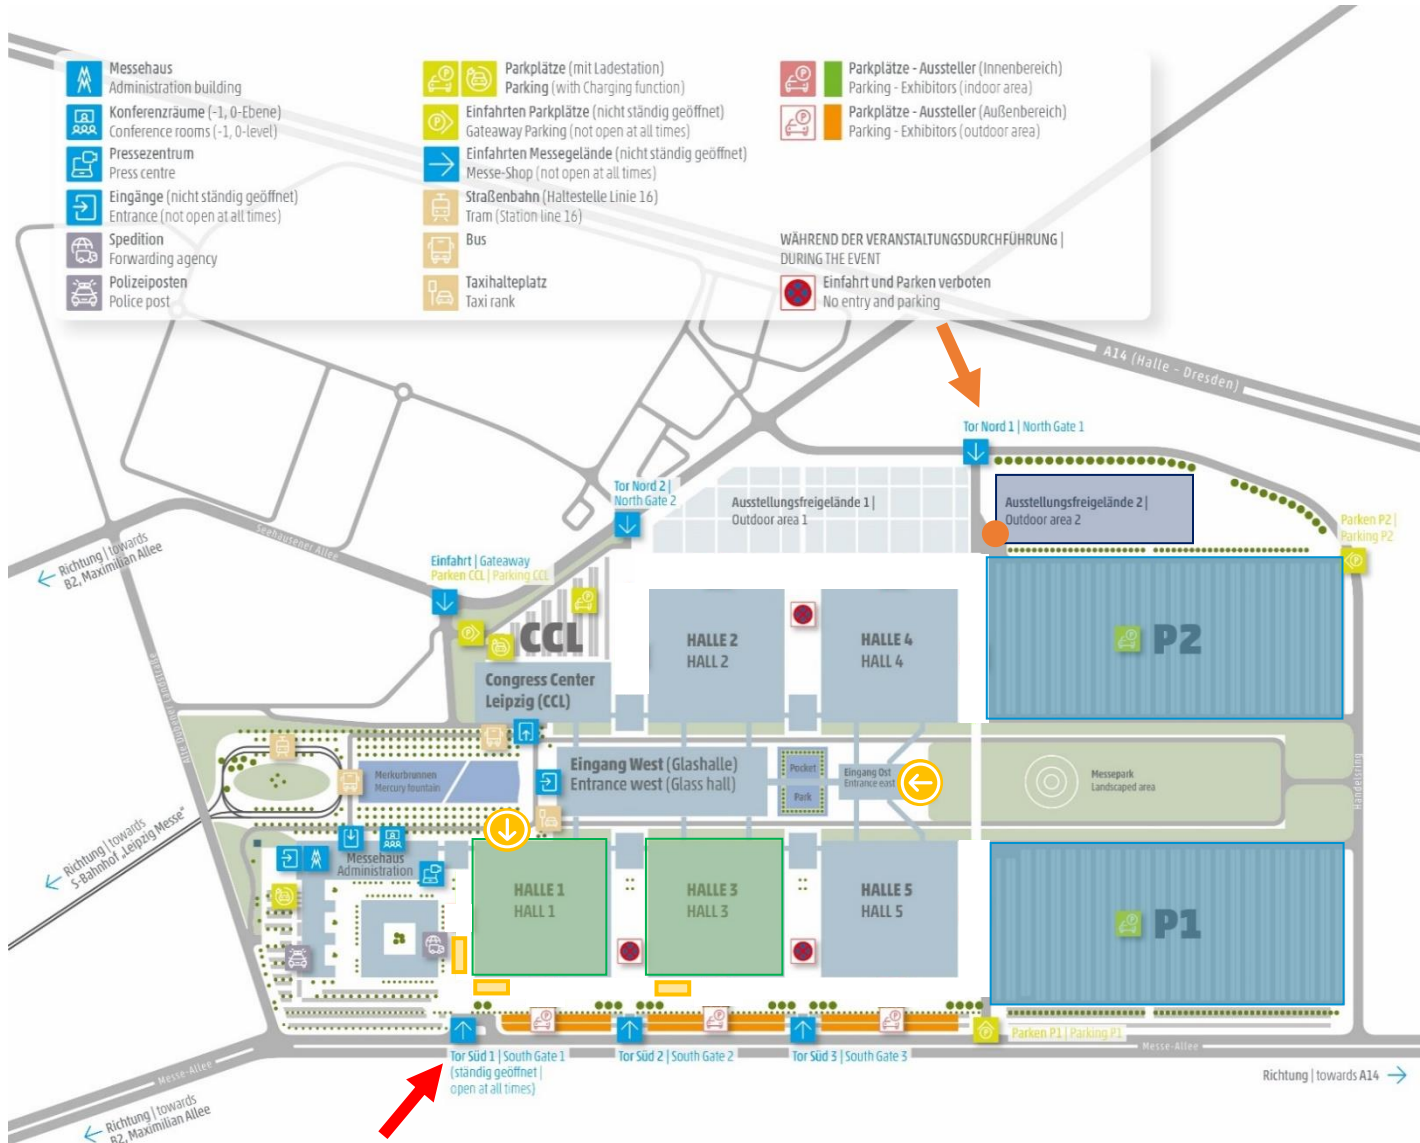 Messehaus
Administration building
Konferenzräume (-1, 0-Ebene)
Conference rooms (-1, 0-level)
Pressezentrum
Press centre
Eingänge (nicht ständig geöffnet)
Entrance (not open at all times)
Spedition
Forwarding agency
Polizeiposten
Police post
Parkplätze (mit Ladestation)
Parking (with Charging function)
Einfahrten Parkplätze (nicht ständig geöffnet)
Gateaway Parking (not open at all times)
Einfahrten Messegelände (nicht ständig geöffnet)
Messe-Shop (not open at all times)
Straßenbahn (Haltestelle Linie 16)
Tram (Station line 16)
Bus
Taxihalteplatz
Taxi rank
Parkplätze - Aussteller (Innenbereich)
Parking - Exhibitors (indoor area)
Parkplätze - Aussteller (Außenbereich)
Parking - Exhibitors (outdoor area)
WÄHREND DER VERANSTALTUNGSDURCHFÜHRUNG |
DURING THE EVENT
Einfahrt und Parken verboten
No entry and parking
A14 (Halle - Dresden)
Tor Nord 1 | North Gate 1
Tor Nord 2 |
North Gate 2
Ausstellungsfreigelände 1 |
Outdoor area 1
Ausstellungsfreigelände 2 |
Outdoor area 2
Parken P2 |
Parking P2
Seehausener Allee
Richtung | towards
B2, Maximilian Allee
Einfahrt | Gateaway
Parken CCL | Parking CCL
CCL
HALLE 2
HALL 2
HALLE 4
HALL 4
P2
Congress Center
Leipzig (CCL)
Alte Dübener Landstraße
Eingang West (Glashalle)
Entrance west (Glass hall)
Pocket
Park
Eingang Ost
Entrance east
Merkurbrunnen
Mercury fountain
Messepark
Landscaped area
Handelsring
Richtung | towards
S-Bahnhof „Leipzig Messe"
Messehaus
Administration
HALLE 1
HALL 1
HALLE 3
HALL 3
HALLE 5
HALL 5
P1
Parken P1 | Parking P1
Messe-Allee
Tor Süd 1 | South Gate 1
(ständig geöffnet |
open at all times)
Tor Süd 2 | South Gate 2
Tor Süd 3 | South Gate 3
Richtung | towards A14
Messe-Allee
Richtung | towards
B2, Maximilian Allee